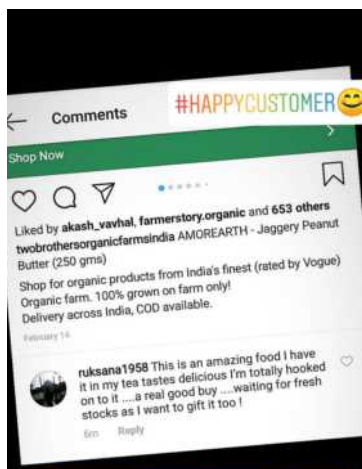 #HAPPYCUSTOMER
Comments
Shop Now
Liked by akash_vavhal, farmerstory.organic and 653 others
twobrothersorganicfarmsindia AMOREARTH - Jaggery Peanut
Butter (250 gms)
Shop for organic products from India's finest (rated by Vogue)
Organic farm. 100% grown on farm only!
Delivery across India, COD available.
February 14
ruksana1958 This is an amazing food I have
it in my tea tastes delicious I'm totally hooked
on to it ....a real good buy ....waiting for fresh
stocks as I want to gift it too !
6m Reply